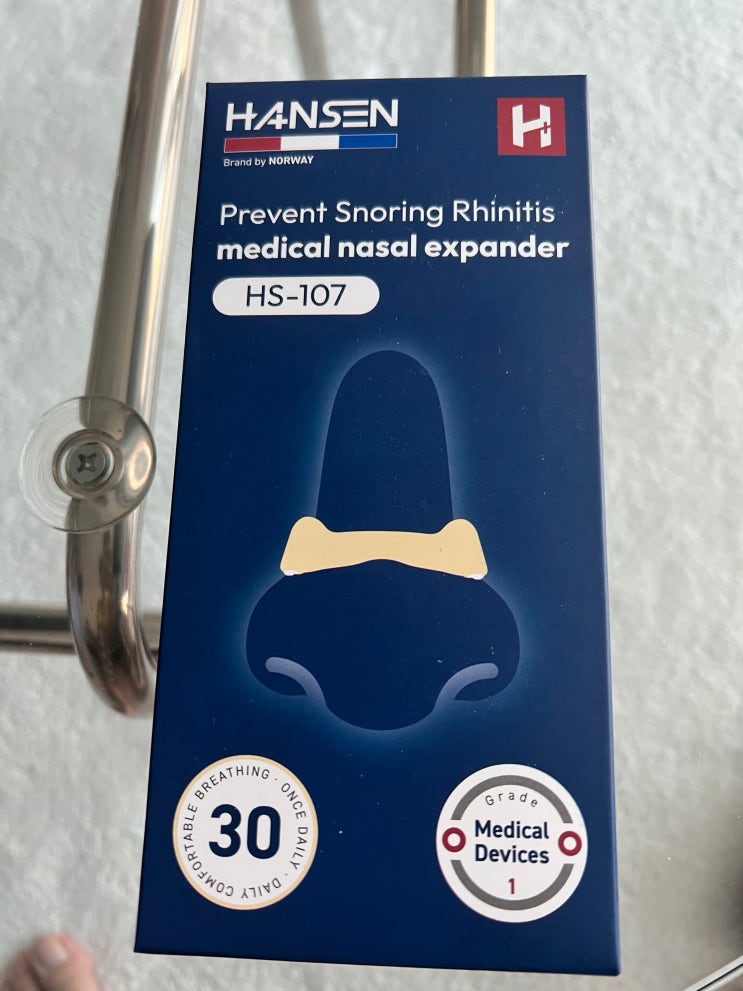 HANSEN
Brand by NORWAY
H
Prevent Snoring Rhinitis
medical nasal expander
HS-107
DAILY COMFORTABLE BREATHING · ONCE DAILY ·
30
Grade
Medical
Devices
1